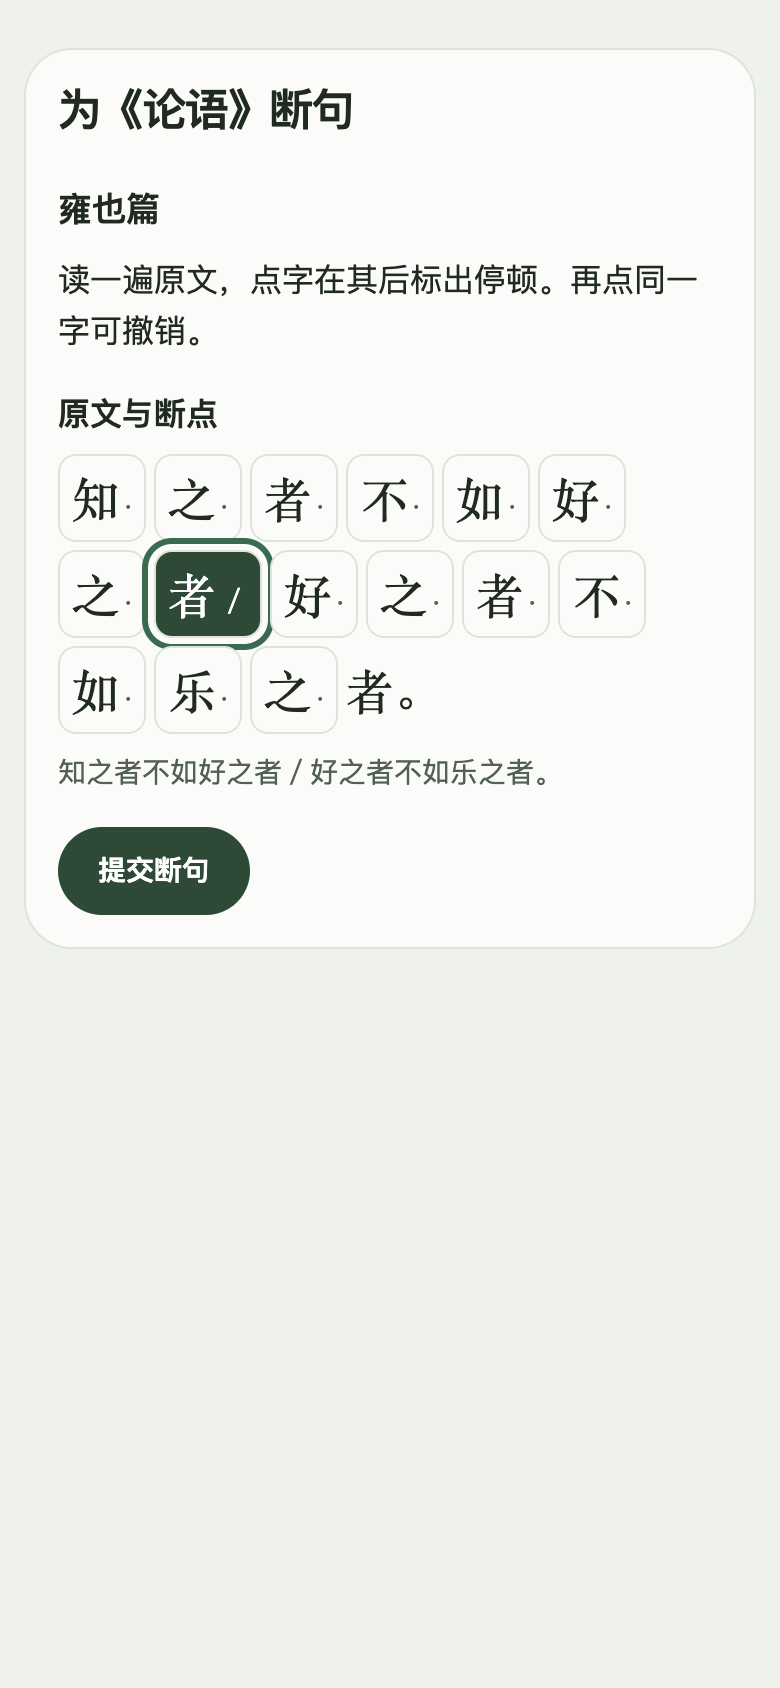 为《论语》断句
雍也篇
读一遍原文，点字在其后标出停顿。再点同一
字可撤销。
原文与断点
知· 之· 者· 不· 如· 好·
之· 者 / 好· 之· 者· 不·
如· 乐· 之· 者。
知之者不如好之者 / 好之者不如乐之者。
提交断句